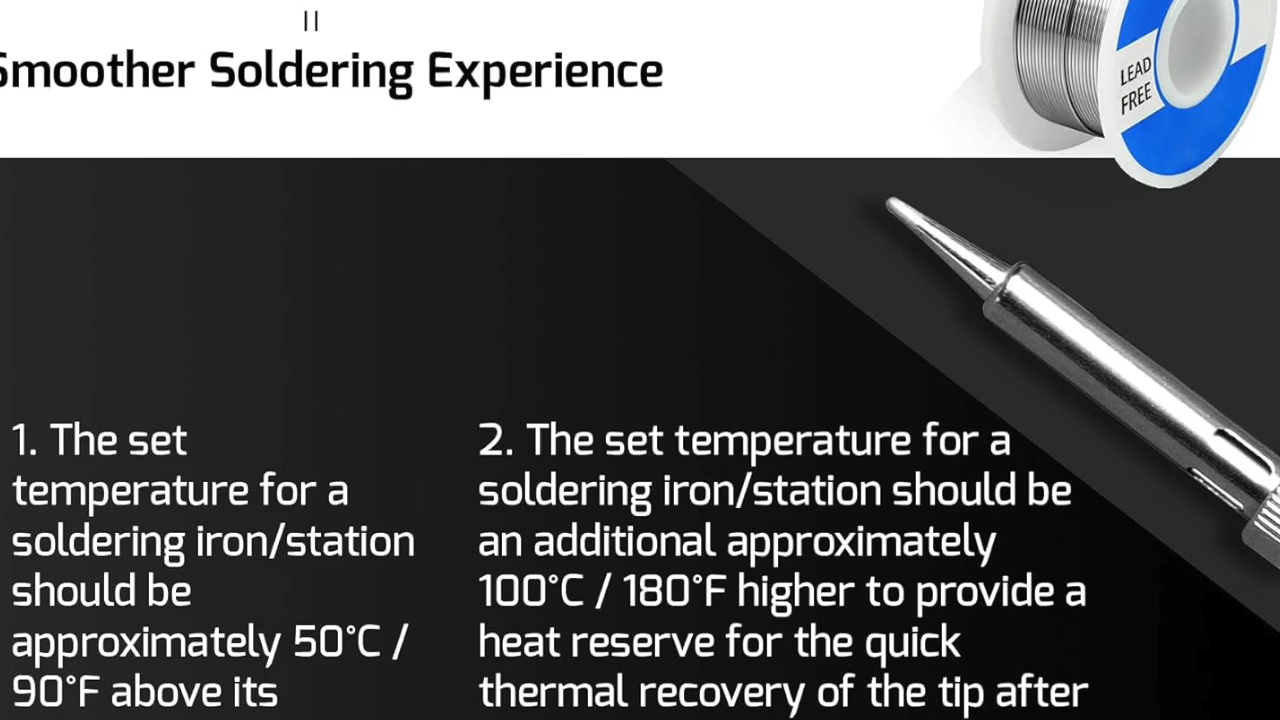 Smoother Soldering Experience
LEAD
FREE
1. The set
temperature for a
soldering iron/station
should be
approximately 50°C /
90°F above its
2. The set temperature for a
soldering iron/station should be
an additional approximately
100°C / 180°F higher to provide a
heat reserve for the quick
thermal recovery of the tip after